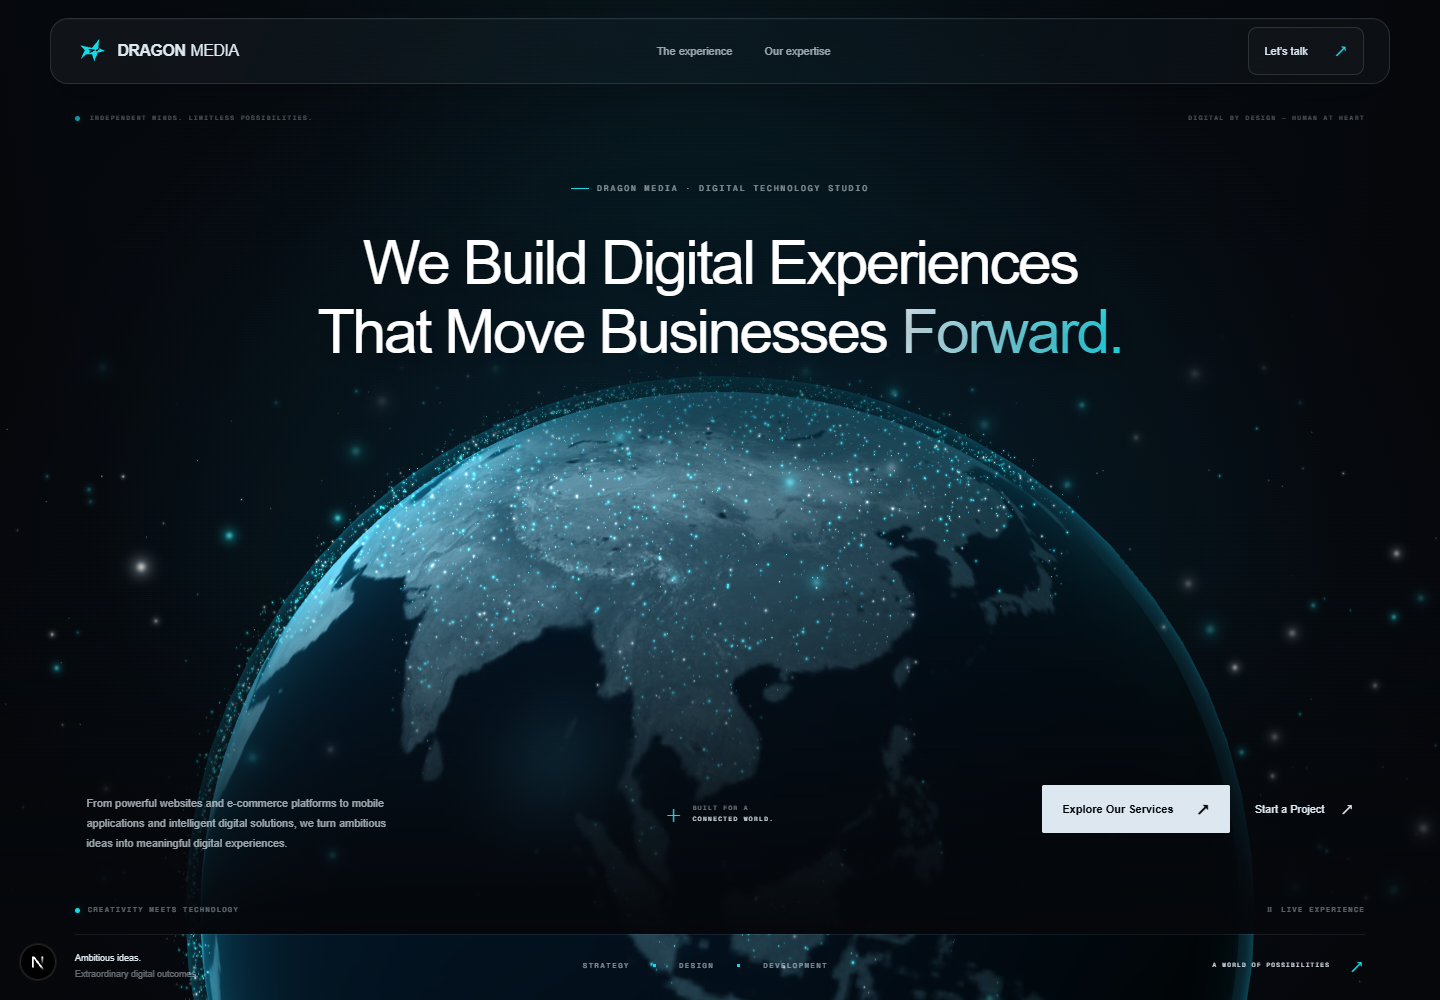 DRAGON MEDIA
The experience
Our expertise
Let's talk
INDEPENDENT MINDS. LIMITLESS POSSIBILITIES.
DIGITAL BY DESIGN — HUMAN AT HEART
DRAGON MEDIA · DIGITAL TECHNOLOGY STUDIO
We Build Digital Experiences
That Move Businesses Forward.
From powerful websites and e-commerce platforms to mobile
applications and intelligent digital solutions, we turn ambitious
ideas into meaningful digital experiences.
BUILT FOR A
CONNECTED WORLD.
Explore Our Services
Start a Project
CREATIVITY MEETS TECHNOLOGY
LIVE EXPERIENCE
N
Ambitious ideas.
Extraordinary digital outcomes.
STRATEGY
DESIGN
DEVELOPMENT
A WORLD OF POSSIBILITIES